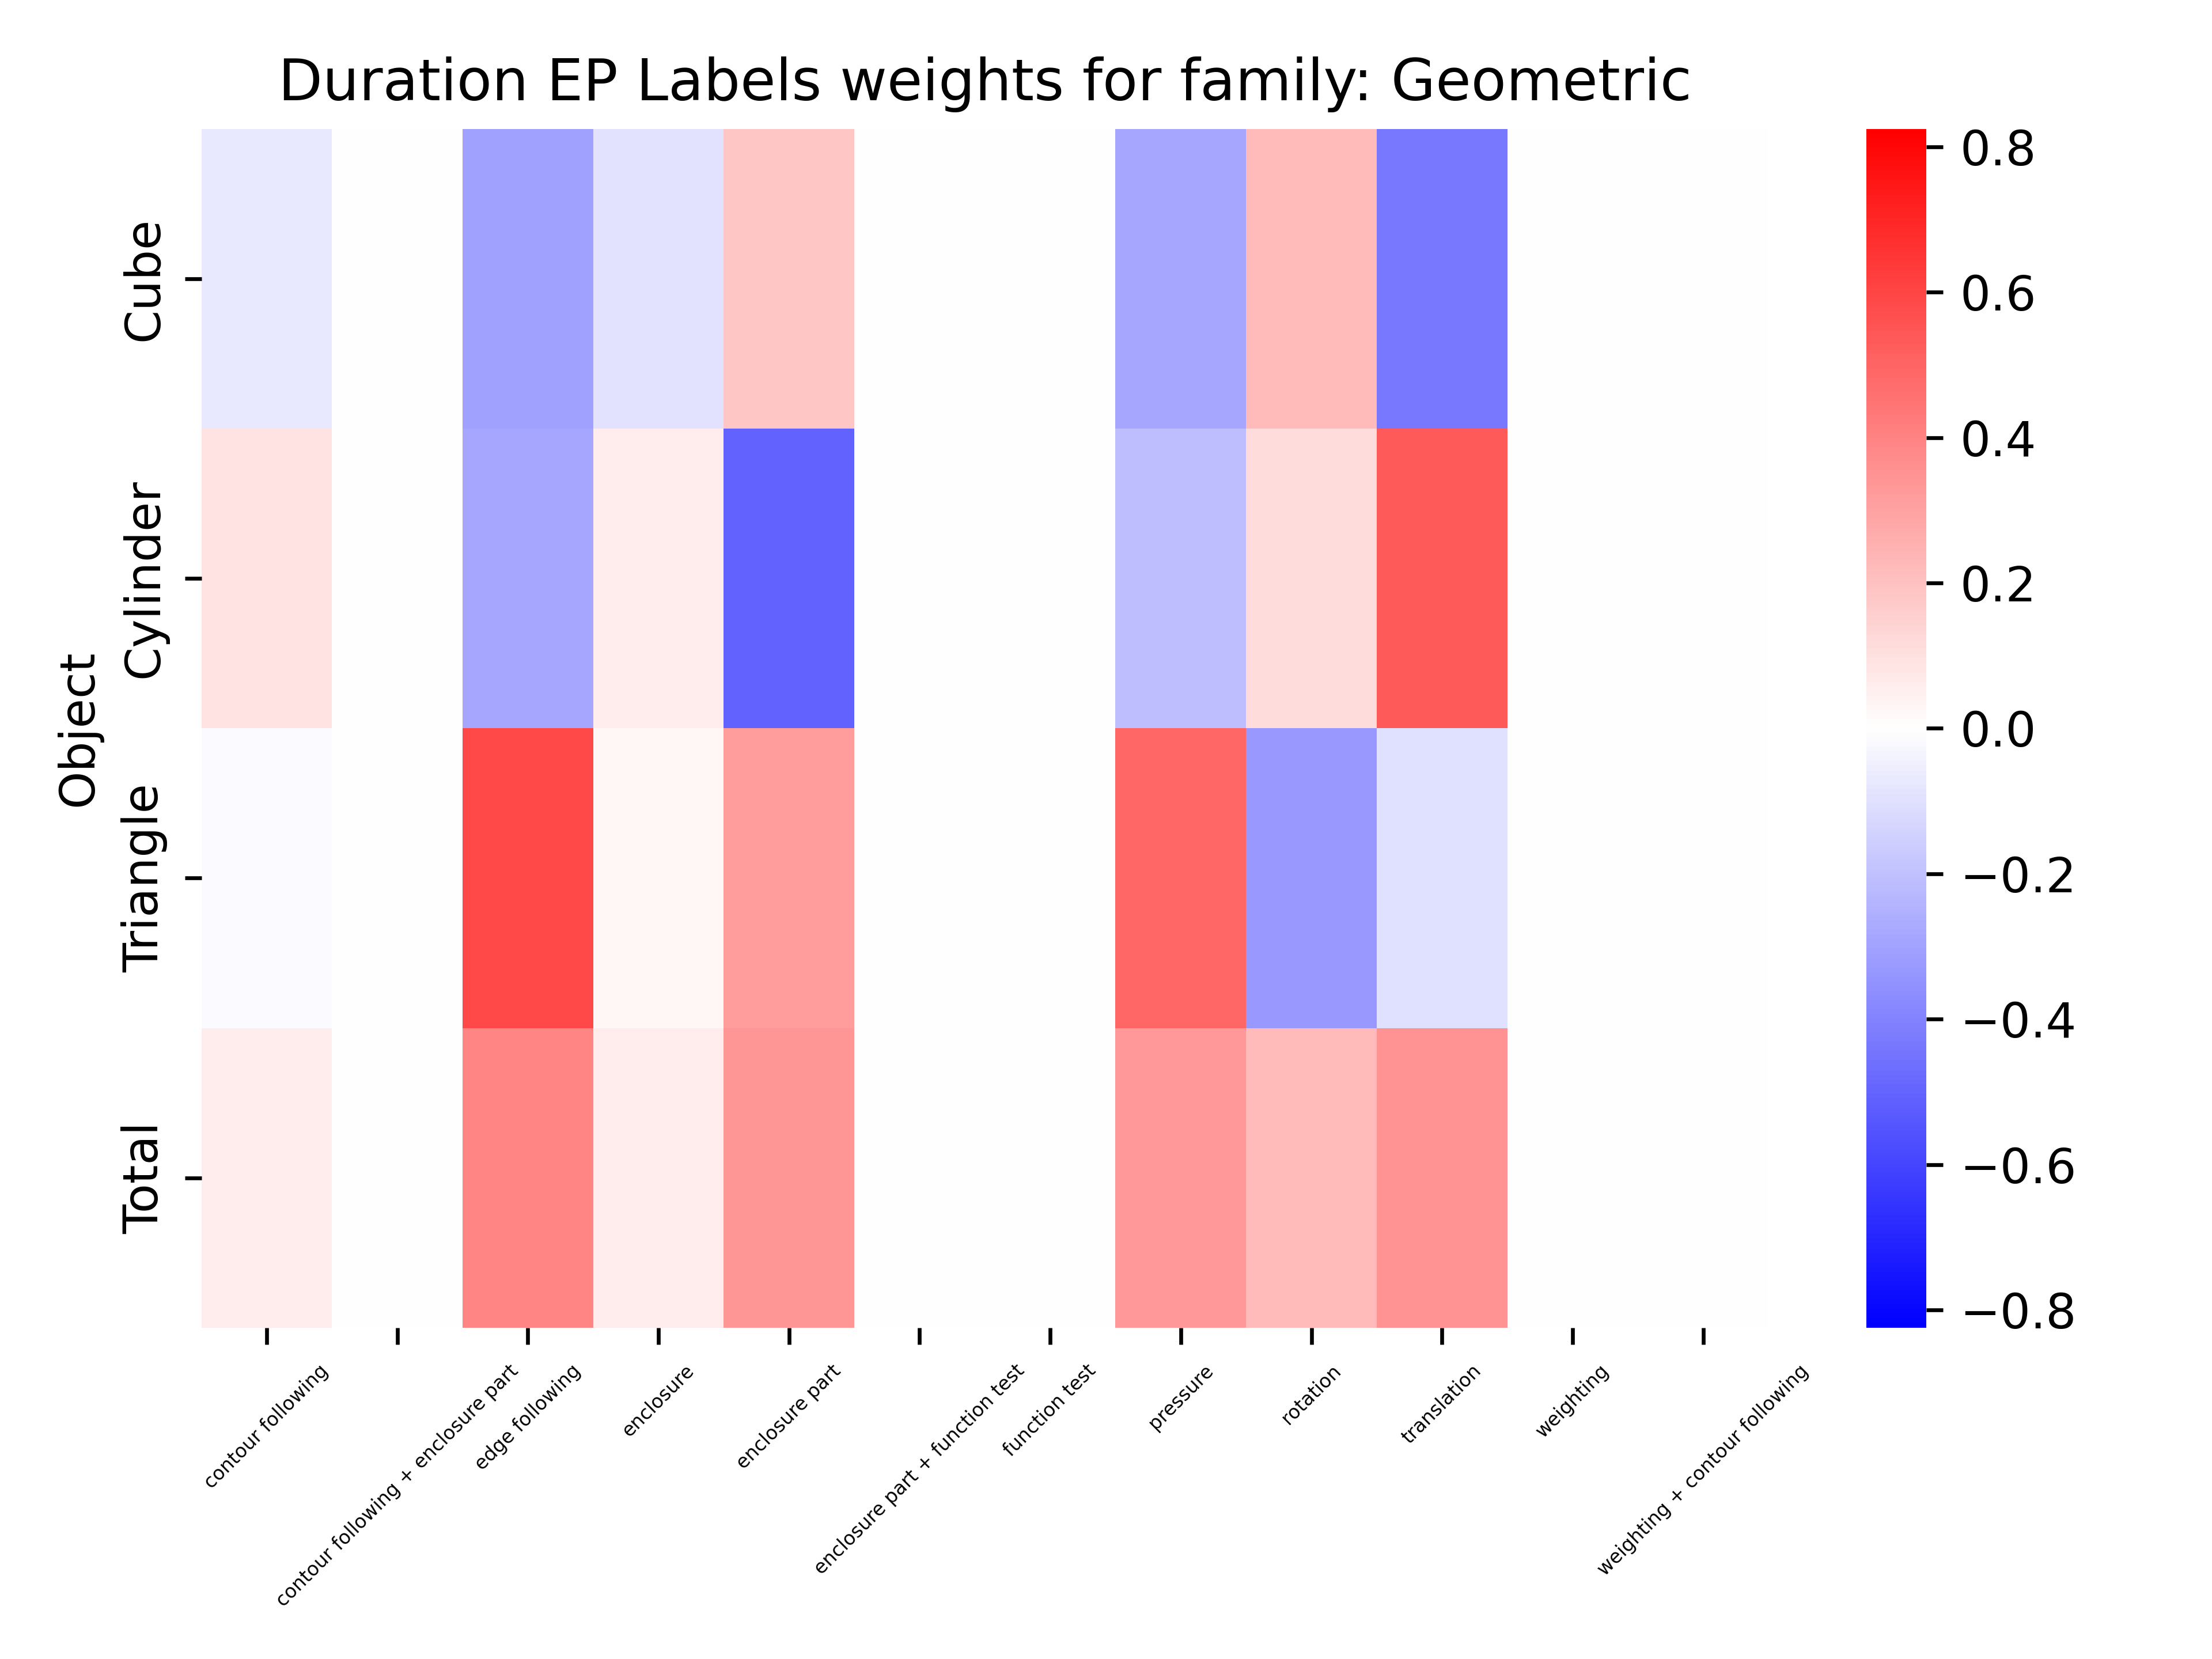 Duration EP Labels weights for family: Geometric
Object
Cube
Cylinder
Triangle
Total
contour following
contour following + enclosure part
edge following
enclosure
enclosure part
enclosure part + function test
function test
pressure
rotation
translation
weighting
weighting + contour following
0.8
0.6
0.4
0.2
0.0
−0.2
−0.4
−0.6
−0.8